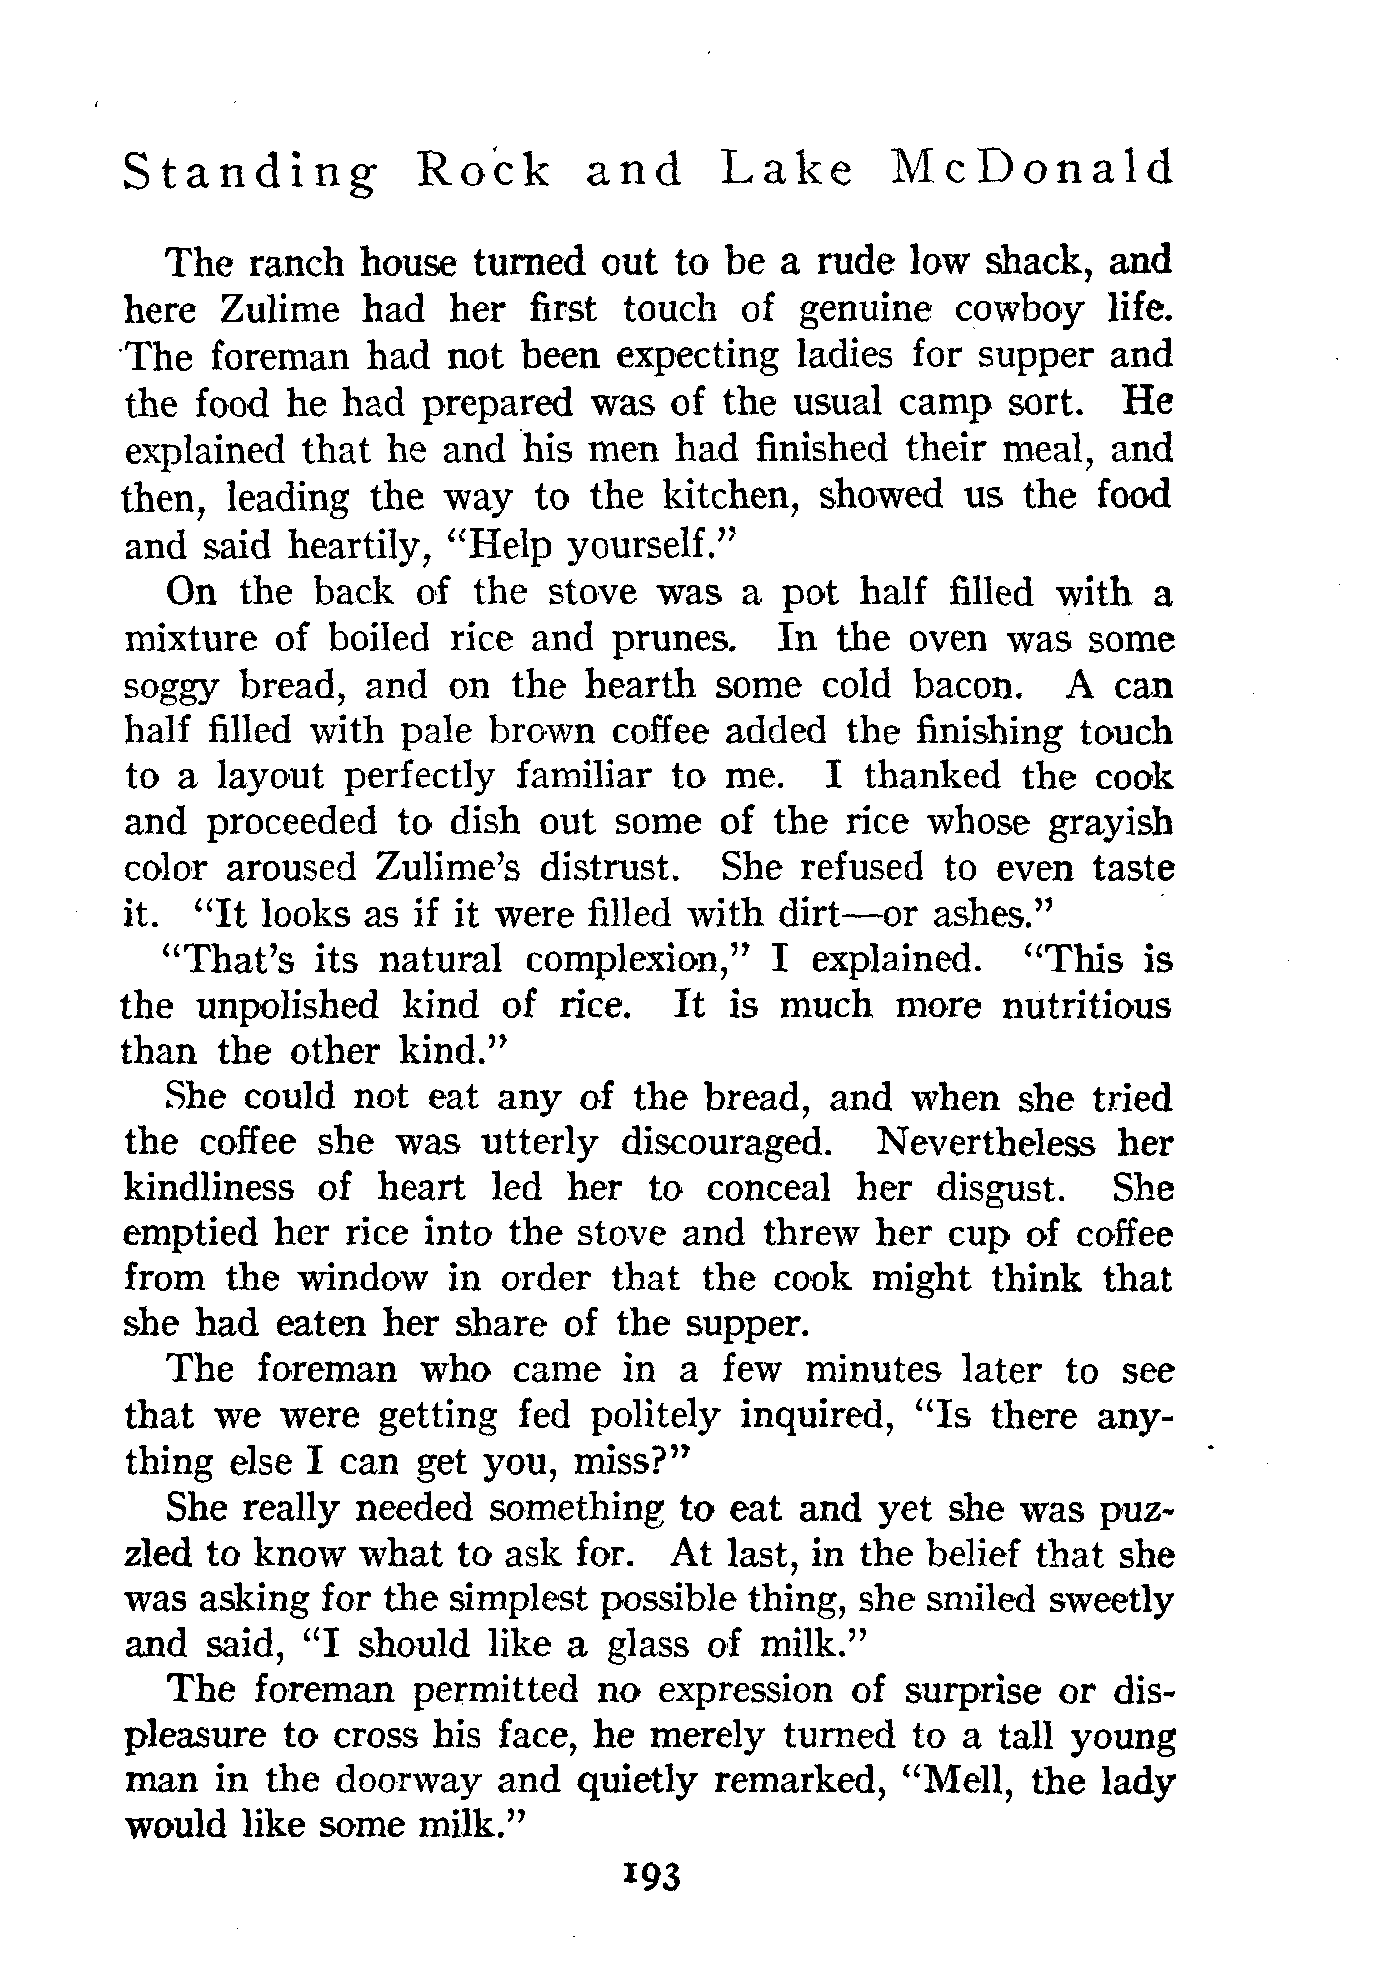 Standing Rock and Lake McDonald
The ranch house turned out to be a rude low shack, and
here Zulime had her first touch of genuine cowboy life.
The foreman had not been expecting ladies for supper and
the food he had prepared was of the usual camp sort. He
explained that he and his men had finished their meal, and
then, leading the way to the kitchen, showed us the food
and said heartily, “Help yourself.”
On the back of the stove was a pot half filled with a
mixture of boiled rice and prunes. In the oven was some
soggy bread, and on the hearth some cold bacon. A can
half filled with pale brown coffee added the finishing touch
to a layout perfectly familiar to me. I thanked the cook
and proceeded to dish out some of the rice whose grayish
color aroused Zulime’s distrust. She refused to even taste
it. “It looks as if it were filled with dirt—or ashes.”
“That’s its natural complexion,” I explained. “This is
the unpolished kind of rice. It is much more nutritious
than the other kind.”
She could not eat any of the bread, and when she tried
the coffee she was utterly discouraged. Nevertheless her
kindliness of heart led her to conceal her disgust. She
emptied her rice into the stove and threw her cup of coffee
from the window in order that the cook might think that
she had eaten her share of the supper.
The foreman who came in a few minutes later to see
that we were getting fed politely inquired, “Is there any-
thing else I can get you, miss?”
She really needed something to eat and yet she was puz-
zled to know what to ask for. At last, in the belief that she
was asking for the simplest possible thing, she smiled sweetly
and said, “I should like a glass of milk.”
The foreman permitted no expression of surprise or dis-
pleasure to cross his face, he merely turned to a tall young
man in the doorway and quietly remarked, “Mell, the lady
would like some milk.”
193